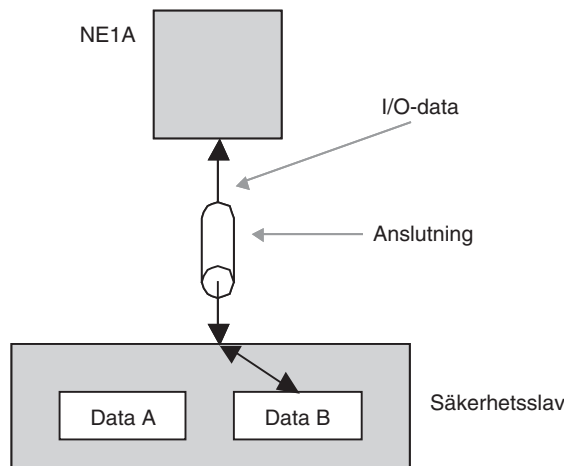 NE1A
I/O-data
Anslutning
Data A
Data B
Säkerhetsslav